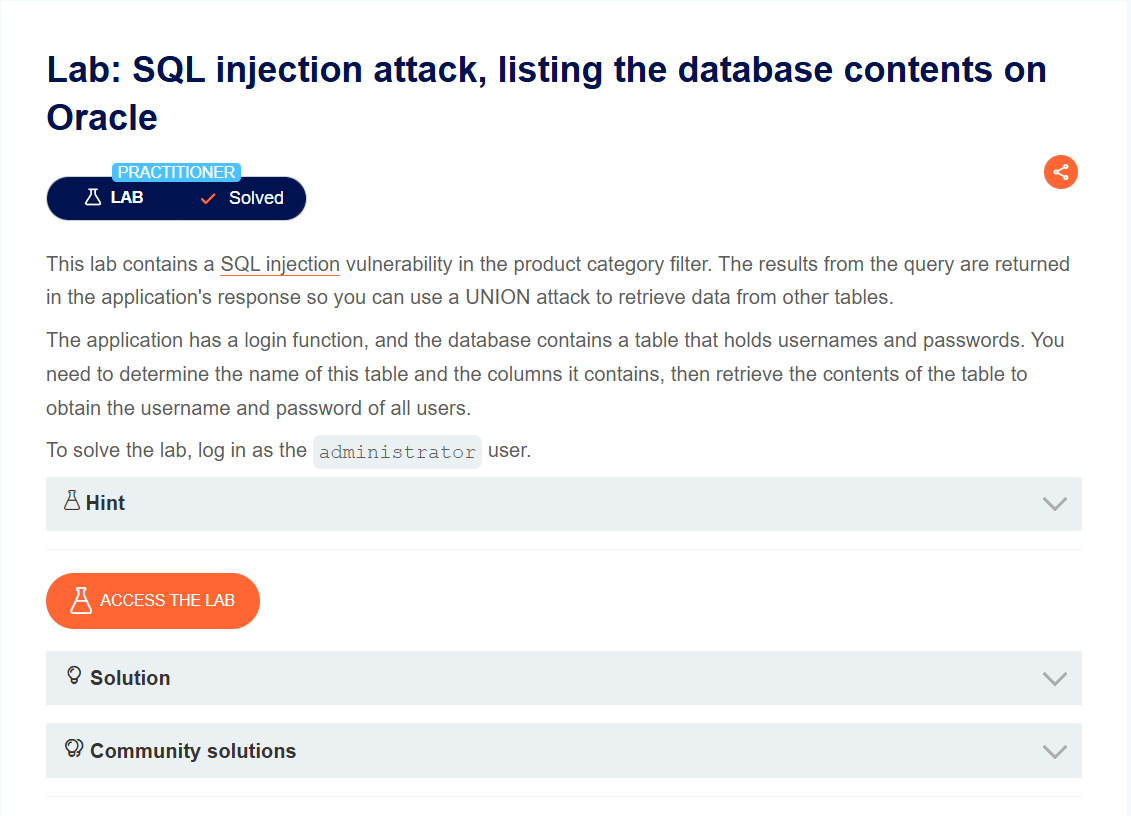 Lab: SQL injection attack, listing the database contents on
Oracle
PRACTITIONER
LAB Solved
This lab contains a SQL injection vulnerability in the product category filter. The results from the query are returned
in the application's response so you can use a UNION attack to retrieve data from other tables.
The application has a login function, and the database contains a table that holds usernames and passwords. You
need to determine the name of this table and the columns it contains, then retrieve the contents of the table to
obtain the username and password of all users.
To solve the lab, log in as the administrator user.
Hint
ACCESS THE LAB
Solution
Community solutions